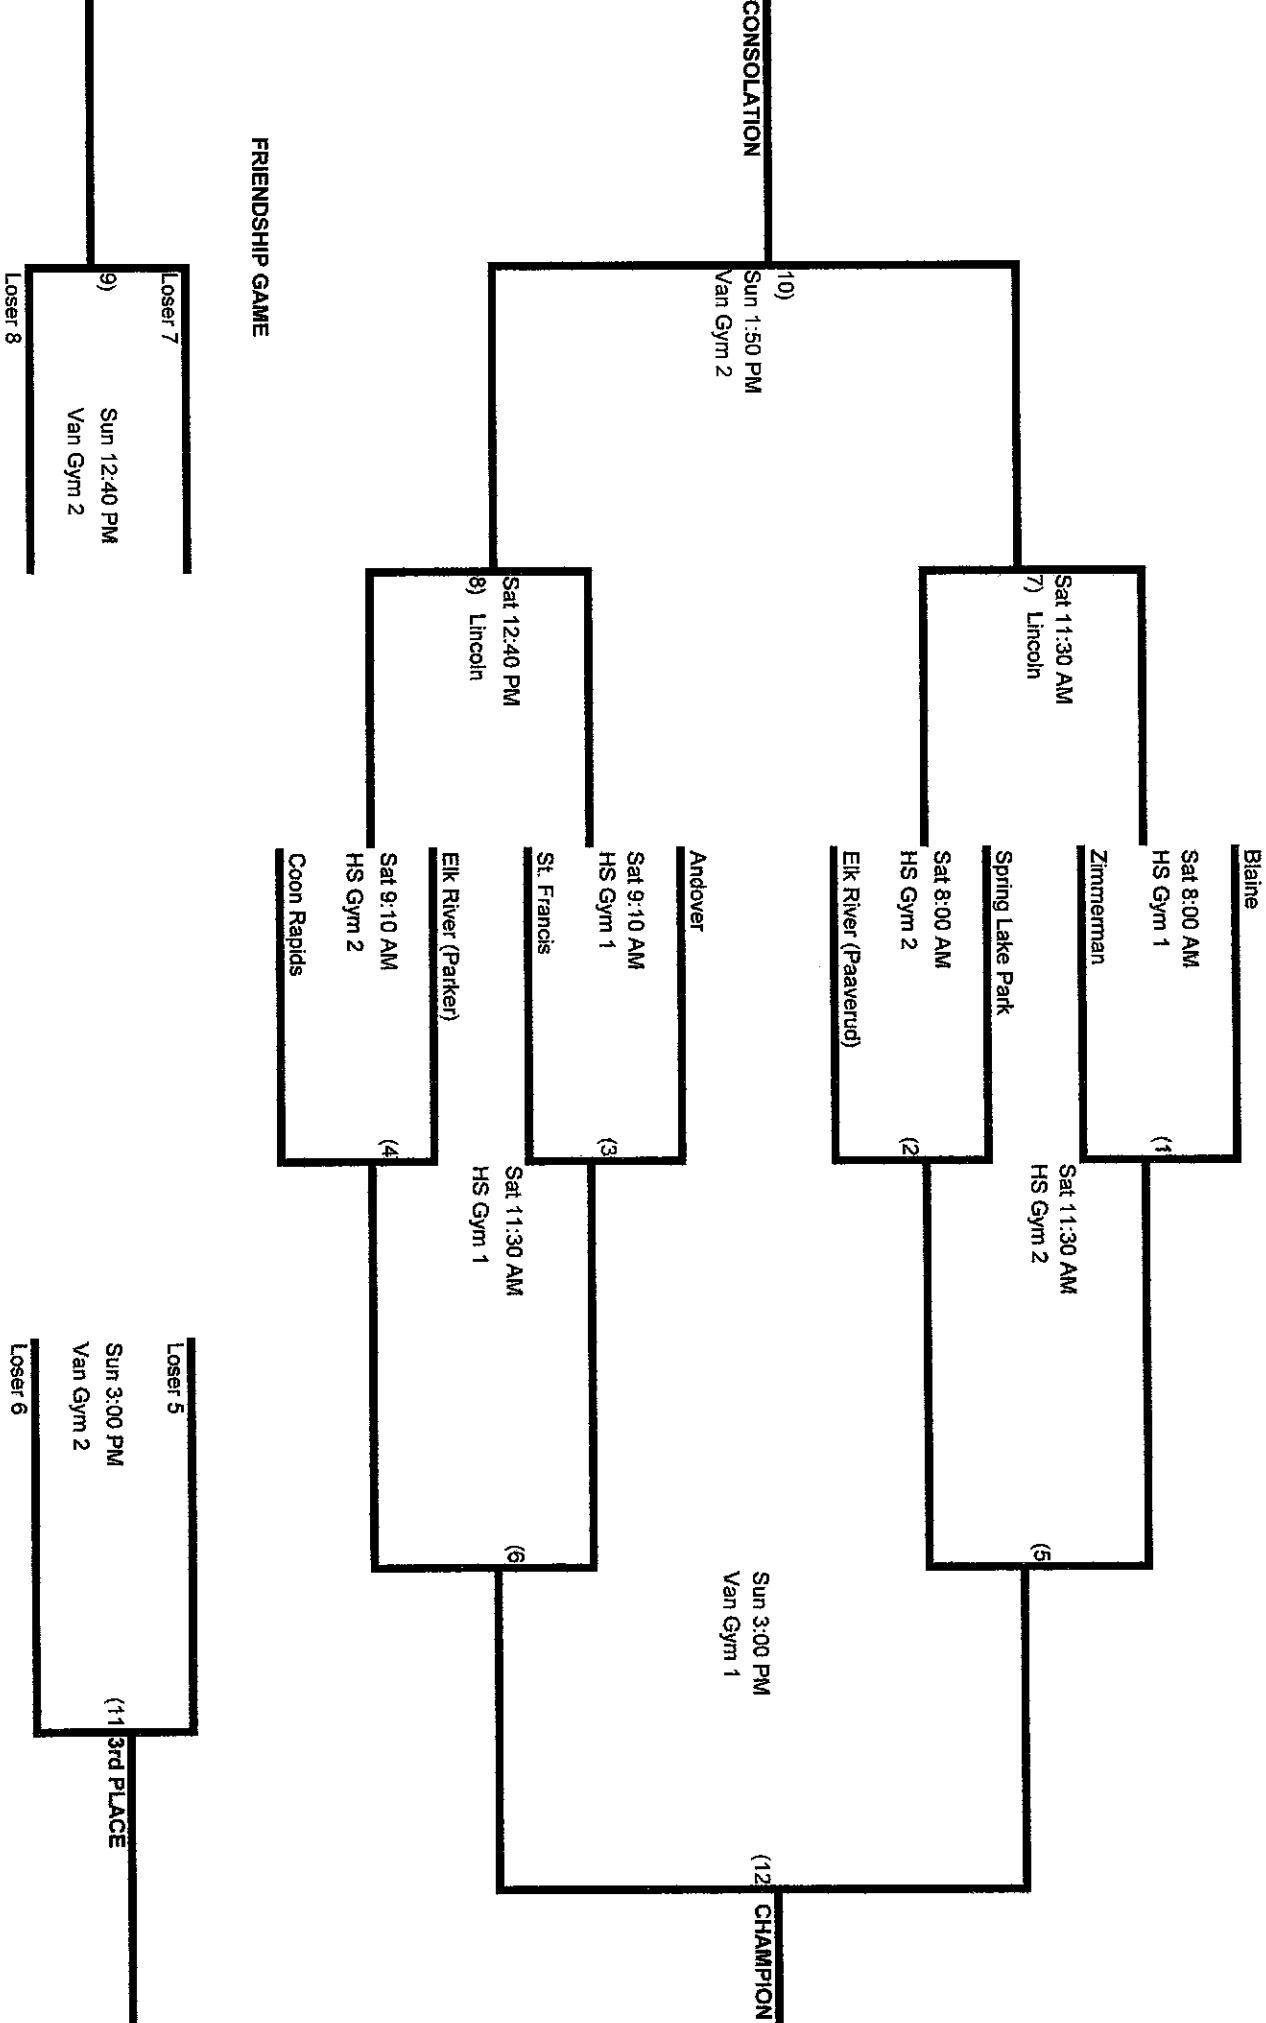 Blaine
Sat 8:00 AM
HS Gym 1
(1
Zimmerman
Sat 11:30 AM
7) Lincoln
Sat 11:30 AM
HS Gym 2
(5
Spring Lake Park
Sat 8:00 AM
HS Gym 2
(2
Elk River (Paaverud)
10)
Sun 1:50 PM
Van Gym 2
CONSOLATION
Sun 3:00 PM
Van Gym 1
(12
CHAMPION
Andover
Sat 9:10 AM
HS Gym 1
(3
St. Francis
Sat 12:40 PM
8) Lincoln
Sat 11:30 AM
HS Gym 1
(6
Elk River (Parker)
Sat 9:10 AM
HS Gym 2
(4
Coon Rapids
FRIENDSHIP GAME
Loser 7
9)
Sun 12:40 PM
Van Gym 2
Loser 8
Loser 5
Sun 3:00 PM
Van Gym 2
(11
3rd PLACE
Loser 6